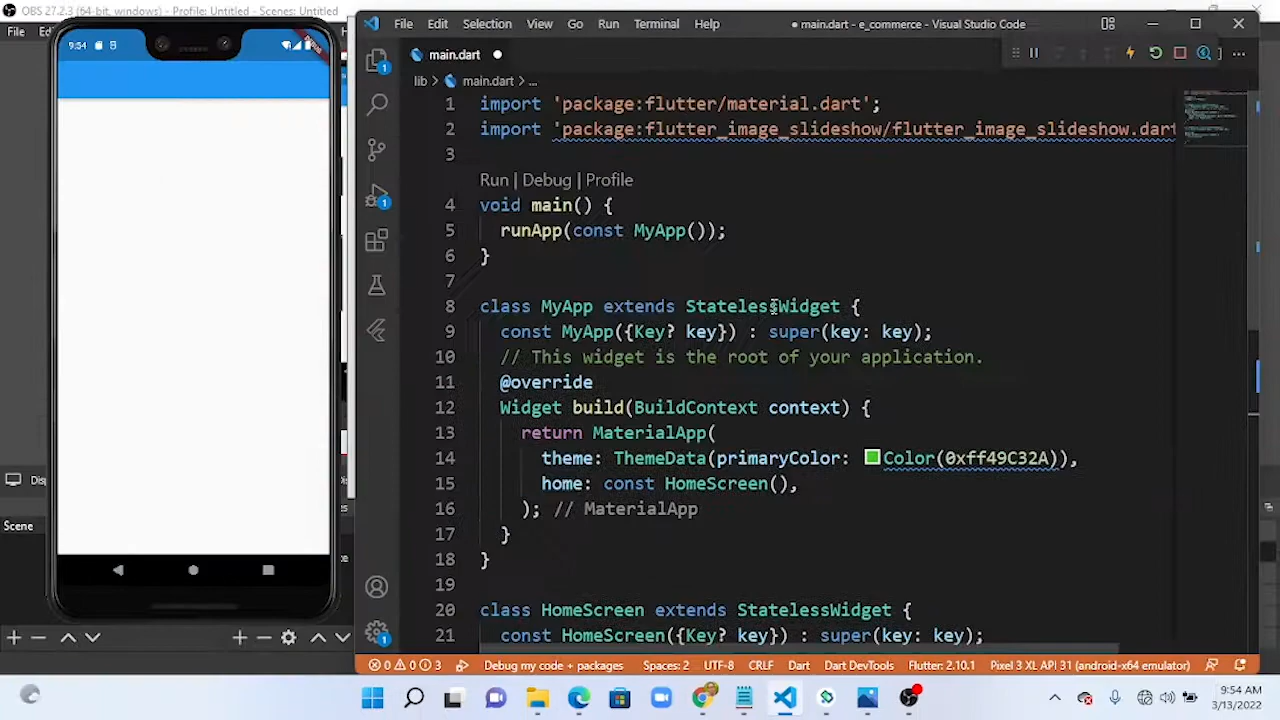 OBS 27.2.3 (64-bit, windows) - Profile: Untitled - Scenes: Untitled
File
File Edit Selection View Go Run Terminal Help
● main.dart - e_commerce - Visual Studio Code
9:54
main.dart ●
lib > main.dart > ...
1 import 'package:flutter/material.dart';
2 import 'package:flutter_image_slideshow/flutter_image_slideshow.dart
3
Run | Debug | Profile
4 void main() {
5 runApp(const MyApp());
6 }
7
8 class MyApp extends StatelessWidget {
9 const MyApp({Key? key}) : super(key: key);
10 // This widget is the root of your application.
11 @override
12 Widget build(BuildContext context) {
13 return MaterialApp(
14 theme: ThemeData(primaryColor: Color(0xff49C32A)),
15 home: const HomeScreen(),
16 ); // MaterialApp
17 }
18 }
19
20 class HomeScreen extends StatelessWidget {
21 const HomeScreen({Key? key}) : super(key: key);
1
1
1
Scene
0 0 3 Debug my code + packages Spaces: 2 UTF-8 CRLF Dart Dart DevTools Flutter: 2.10.1 Pixel 3 XL API 31 (android-x64 emulator)
9:54 AM
3/13/2022